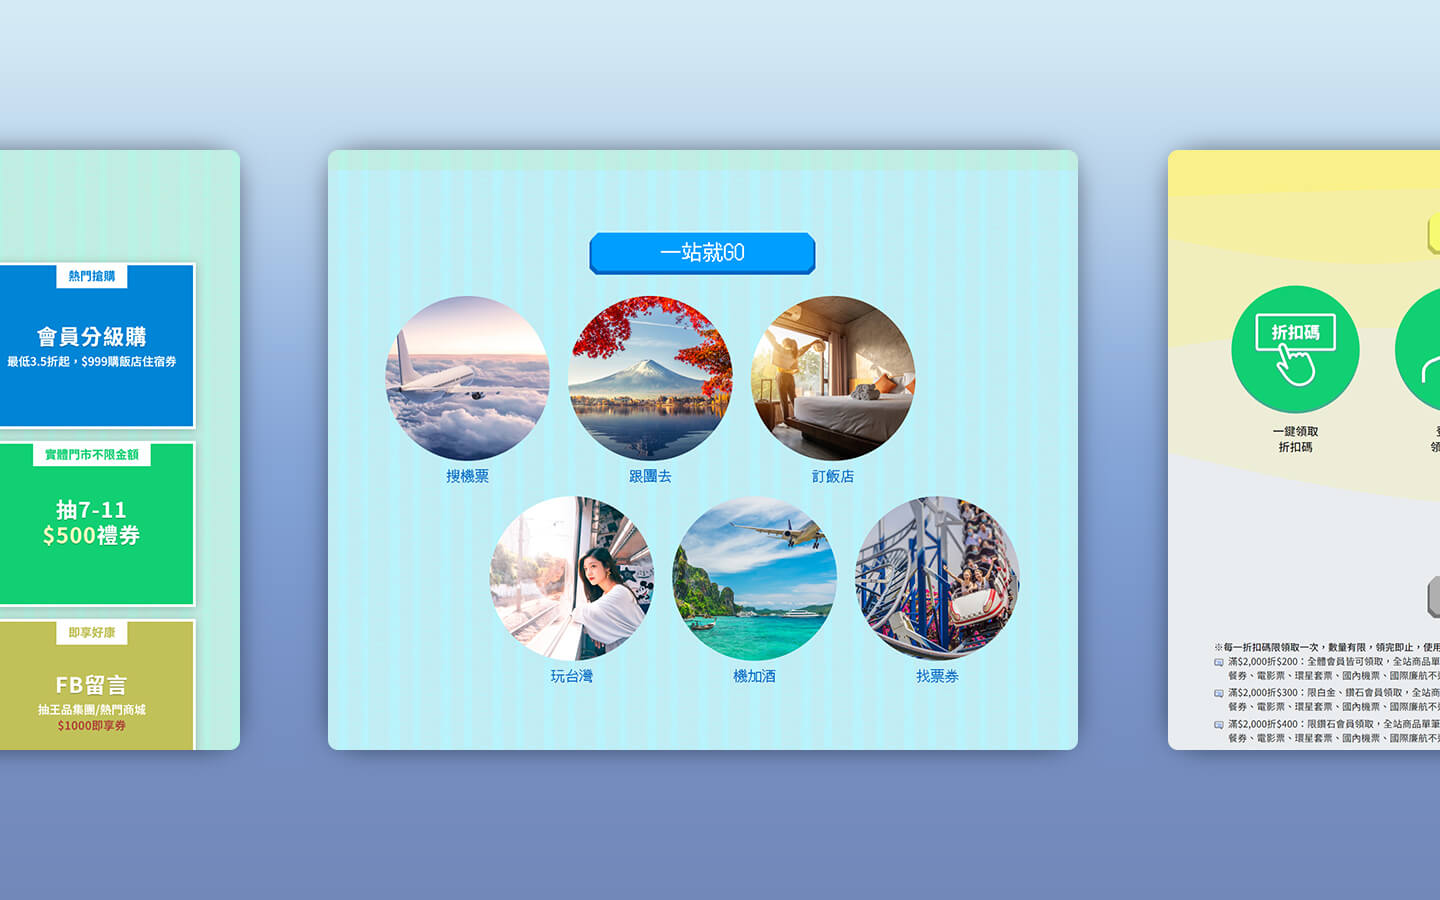 熱門搶購
會員分級購
最低3.5折起，$999購飯店住宿券
實體門市不限金額
抽7-11
$500禮券
即享好康
FB留言
抽王品集團/熱門商城
$1000即享券
一站就GO
搜機票
跟團去
訂飯店
玩台灣
機加酒
找票券
折扣碼
一鍵領取
折扣碼
領
※每一折扣碼限領取一次，數量有限，領完即止，使用
滿$2,000折$200：全體會員皆可領取，全站商品單
餐券、電影票、環星套票、國內機票、國際廉航不
滿$2,000折$300：限白金、鑽石會員領取，全站商
餐券、電影票、環星套票、國內機票、國際廉航不
滿$2,000折$400：限鑽石會員領取，全站商品單筆
餐券、電影票、環星套票、國內機票、國際廉航不